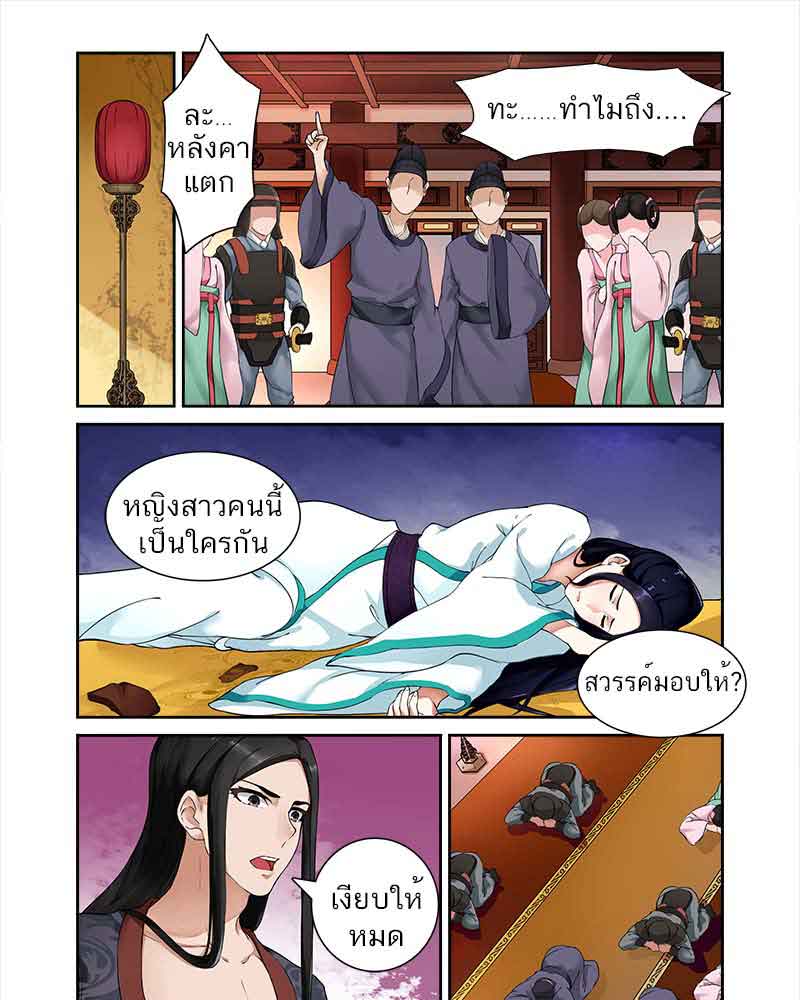 ละ...
หลังคา
แตก
ทะ......ทำไมถึง....
หญิงสาวคนนี้
เป็นใครกัน
สวรรค์มอบให้?
เงียบให้
หมด